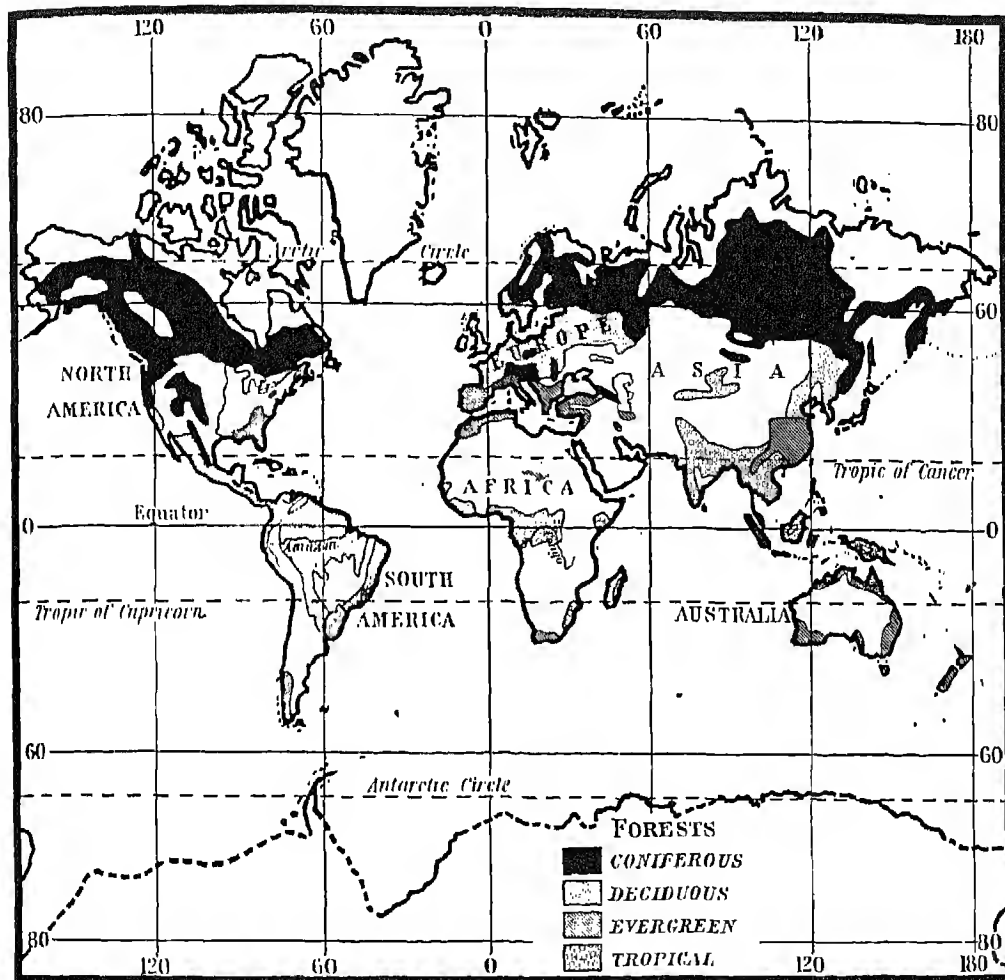 120 60 0 60 120 180
80 80
Arctic Circle
60
EUROPE
ASIA
NORTH
AMERICA
Tropic of Cancer
AFRICA
Equator 0 0
Amazon
SOUTH
AMERICA
Tropic of Capricorn
AUSTRALIA
60 60
Antarctic Circle
FORESTS
CONIFEROUS
DECIDUOUS
EVERGREEN
TROPICAL
80 80
120 60 0 60 120 180